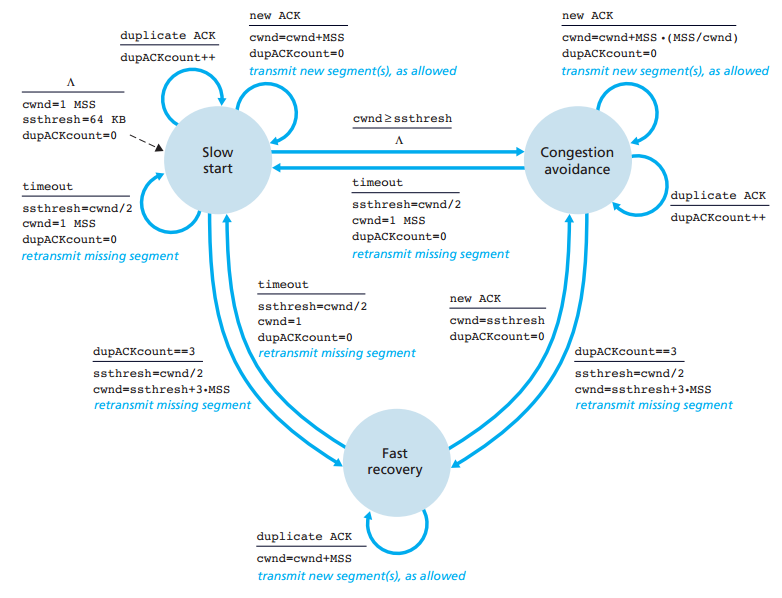 new ACK
cwnd=cwnd+MSS
dupACKcount=0
transmit new segment(s), as allowed
duplicate ACK
dupACKcount++
Λ
cwnd=1 MSS
ssthresh=64 KB
dupACKcount=0
timeout
ssthresh=cwnd/2
cwnd=1 MSS
dupACKcount=0
retransmit missing segment
Slow
start
cwnd≥ssthresh
Λ
timeout
ssthresh=cwnd/2
cwnd=1 MSS
dupACKcount=0
retransmit missing segment
new ACK
cwnd=cwnd+MSS •(MSS/cwnd)
dupACKcount=0
transmit new segment(s), as allowed
Congestion
avoidance
duplicate ACK
dupACKcount++
timeout
ssthresh=cwnd/2
cwnd=1
dupACKcount=0
retransmit missing segment
new ACK
cwnd=ssthresh
dupACKcount=0
dupACKcount==3
ssthresh=cwnd/2
cwnd=ssthresh+3•MSS
retransmit missing segment
dupACKcount==3
ssthresh=cwnd/2
cwnd=ssthresh+3•MSS
retransmit missing segment
Fast
recovery
duplicate ACK
cwnd=cwnd+MSS
transmit new segment(s), as allowed